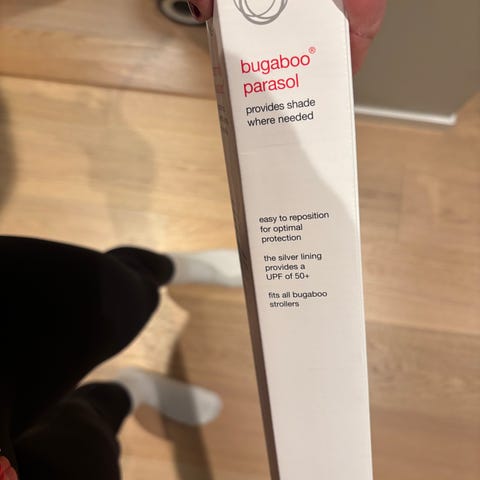 bugaboo®
parasol
provides shade
where needed
easy to reposition
for optimal
protection
the silver lining
provides a
UPF of 50+
fits all bugaboo
strollers